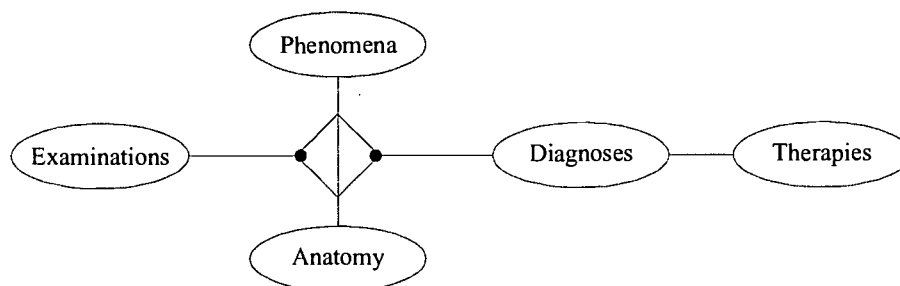 Phenomena
Examinations
Diagnoses
Therapies
Anatomy